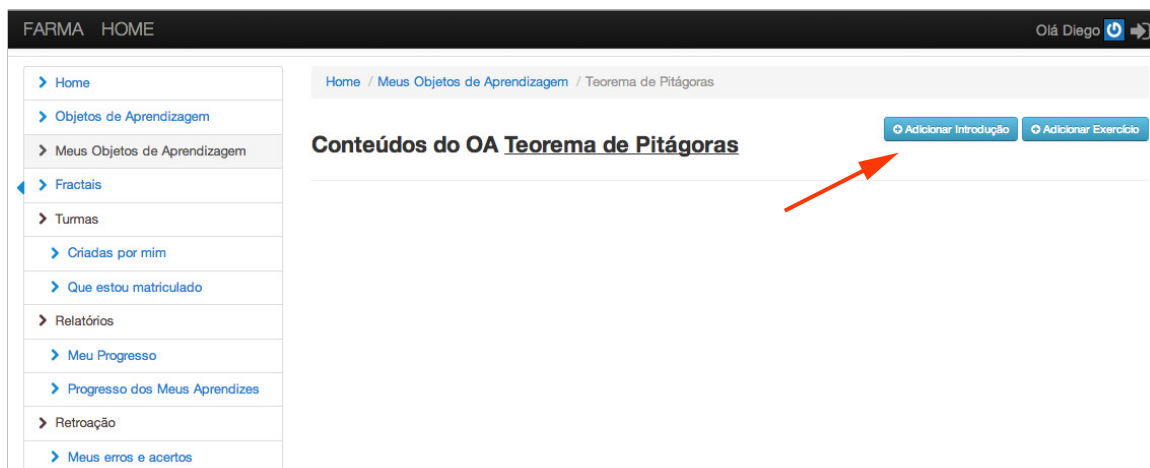 FARMA HOME
Olá Diego
Home
Objetos de Aprendizagem
Meus Objetos de Aprendizagem
Fractais
Turmas
Criadas por mim
Que estou matriculado
Relatórios
Meu Progresso
Progresso dos Meus Aprendizes
Retroação
Meus erros e acertos
Home / Meus Objetos de Aprendizagem / Teorema de Pitágoras
Adicionar Introdução Adicionar Exercício
Conteúdos do OA Teorema de Pitágoras